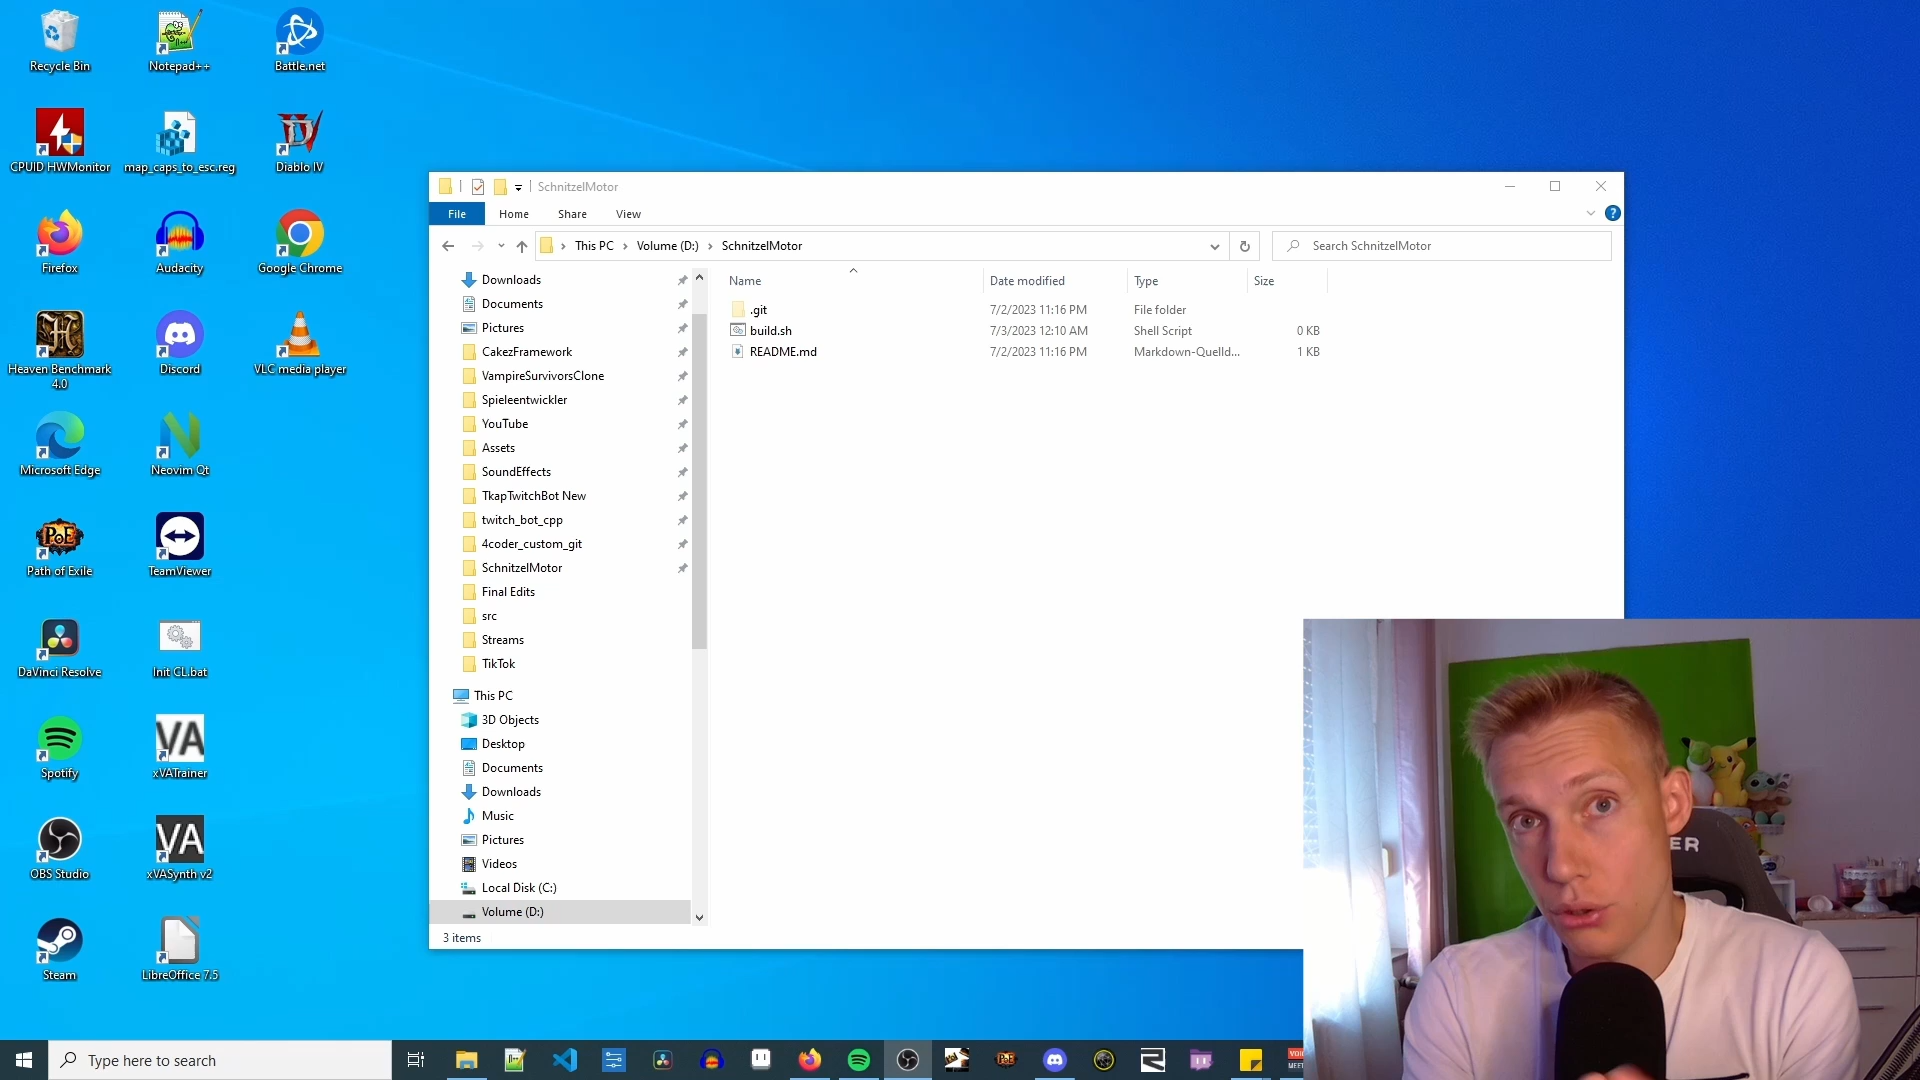 Recycle Bin
Notepad++
Battle.net
CPUID HWMonitor
map_caps_to_esc.reg
Diablo IV
Firefox
Audacity
Google Chrome
Heaven Benchmark
4.0
Discord
VLC media player
Microsoft Edge
Neovim Qt
Path of Exile
TeamViewer
DaVinci Resolve
Init CL.bat
Spotify
xVATrainer
OBS Studio
xVASynth v2
Steam
LibreOffice 7.5
SchnitzelMotor
File
Home
Share
View
This PC
Volume (D:)
SchnitzelMotor
Search SchnitzelMotor
Downloads
Documents
Pictures
CakezFramework
VampireSurvivorsClone
Spieleentwickler
YouTube
Assets
SoundEffects
TkapTwitchBot New
twitch_bot_cpp
4coder_custom_git
SchnitzelMotor
Final Edits
src
Streams
TikTok
This PC
3D Objects
Desktop
Documents
Downloads
Music
Pictures
Videos
Local Disk (C:)
Volume (D:)
Name
Date modified
Type
Size
.git
7/2/2023 11:16 PM
File folder
build.sh
7/3/2023 12:10 AM
Shell Script
0 KB
README.md
7/2/2023 11:16 PM
Markdown-Quelld...
1 KB
3 items
ER
Type here to search